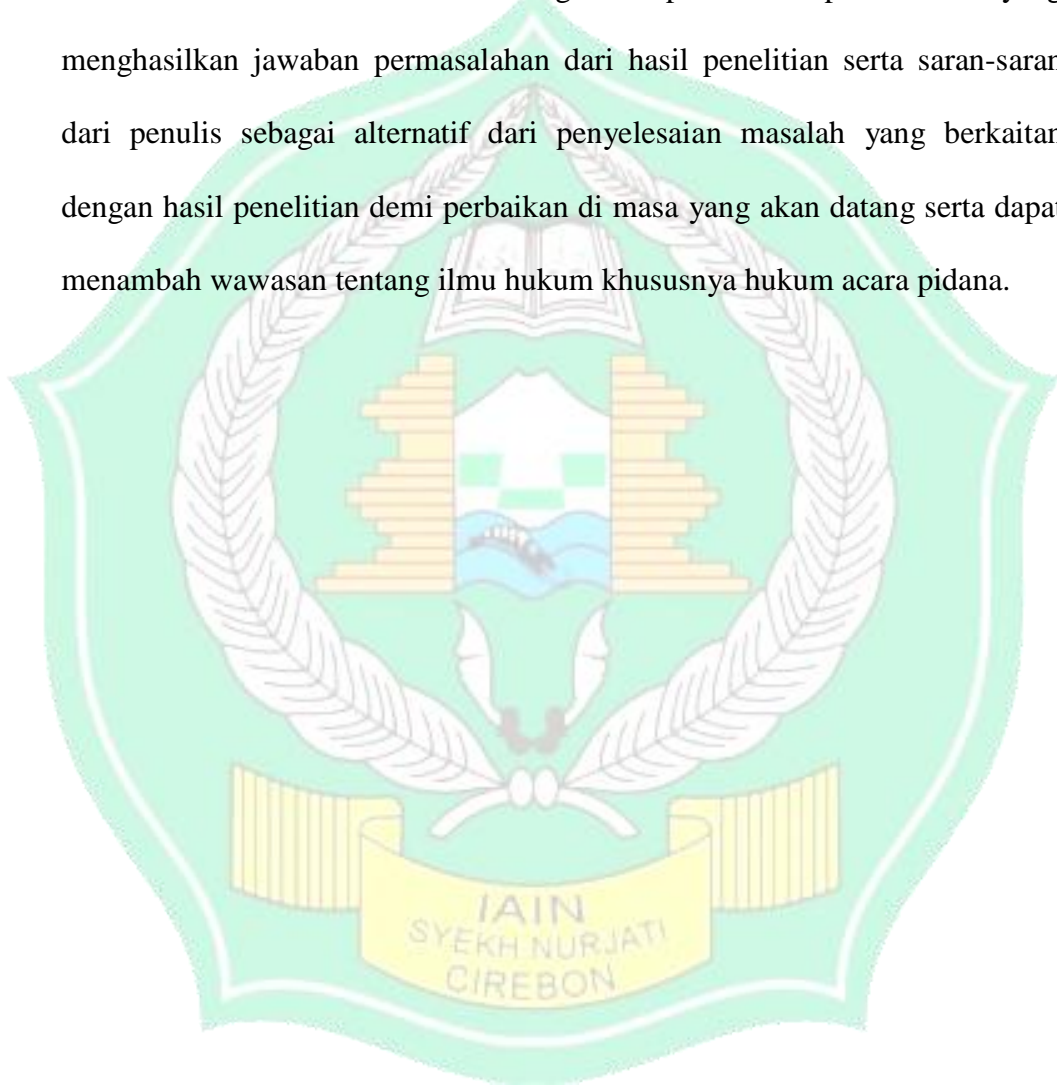 menghasilkan jawaban permasalahan dari hasil penelitian serta saran-saran
dari penulis sebagai alternatif dari penyelesaian masalah yang berkaitan
dengan hasil penelitian demi perbaikan di masa yang akan datang serta dapat
menambah wawasan tentang ilmu hukum khususnya hukum acara pidana.
IAIN
SYEKH NURJATI
CIREBON